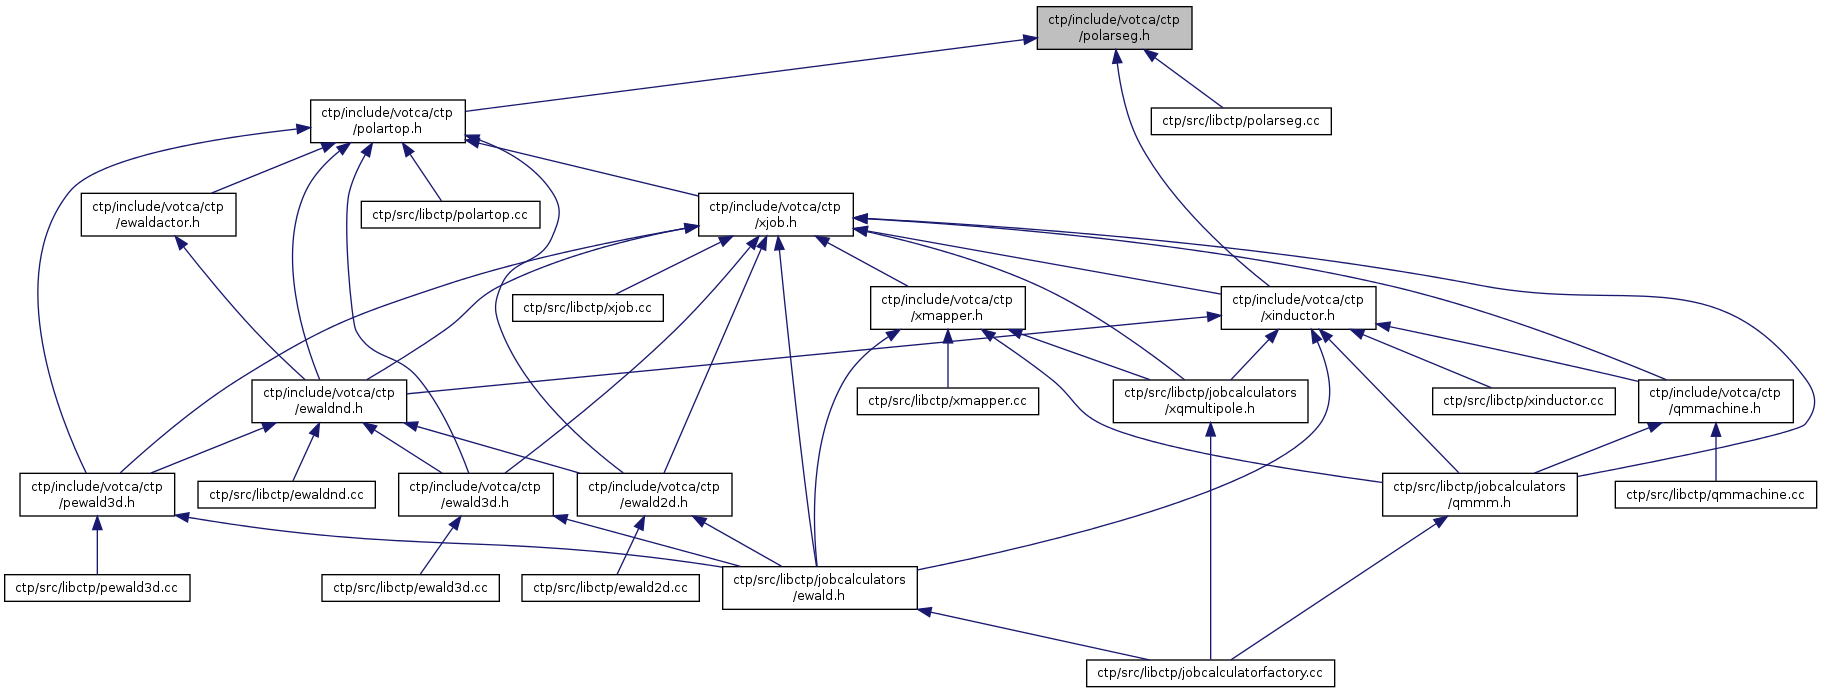 ctp/include/votca/ctp
/polarseg.h
ctp/include/votca/ctp
/polartop.h
ctp/src/libctp/polarseg.cc
ctp/include/votca/ctp
/ewaldactor.h
ctp/src/libctp/polartop.cc
ctp/include/votca/ctp
/xjob.h
ctp/src/libctp/xjob.cc
ctp/include/votca/ctp
/xmapper.h
ctp/include/votca/ctp
/xinductor.h
ctp/include/votca/ctp
/ewaldnd.h
ctp/src/libctp/xmapper.cc
ctp/src/libctp/jobcalculators
/xqmultipole.h
ctp/src/libctp/xinductor.cc
ctp/include/votca/ctp
/qmmachine.h
ctp/include/votca/ctp
/pewald3d.h
ctp/src/libctp/ewaldnd.cc
ctp/include/votca/ctp
/ewald3d.h
ctp/include/votca/ctp
/ewald2d.h
ctp/src/libctp/jobcalculators
/qmmm.h
ctp/src/libctp/qmmachine.cc
ctp/src/libctp/pewald3d.cc
ctp/src/libctp/ewald3d.cc
ctp/src/libctp/ewald2d.cc
ctp/src/libctp/jobcalculators
/ewald.h
ctp/src/libctp/jobcalculatorfactory.cc